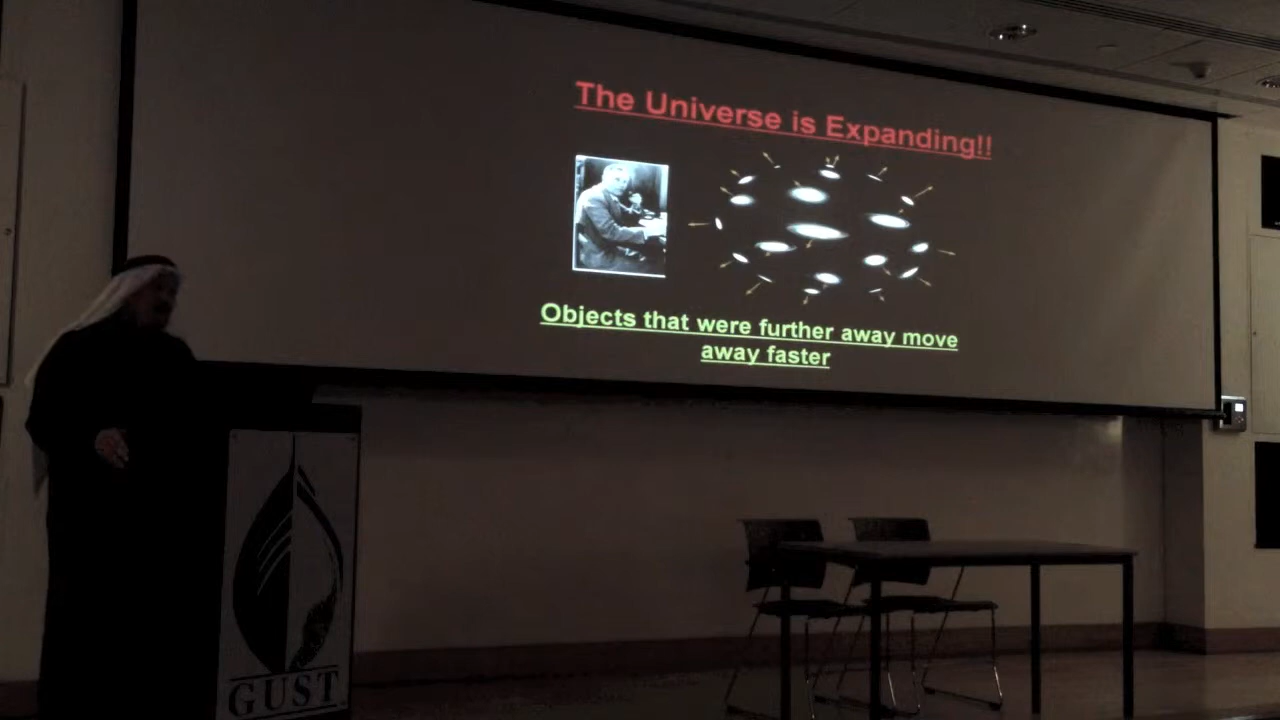 The Universe is Expanding!!
Objects that were further away move
away faster
GUST